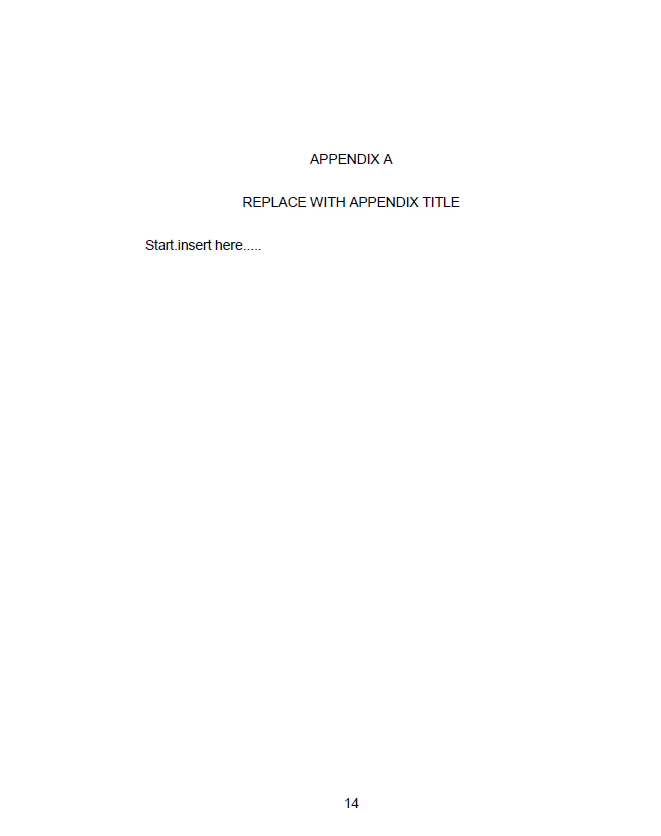 APPENDIX A
REPLACE WITH APPENDIX TITLE
Start.insert here.....
14